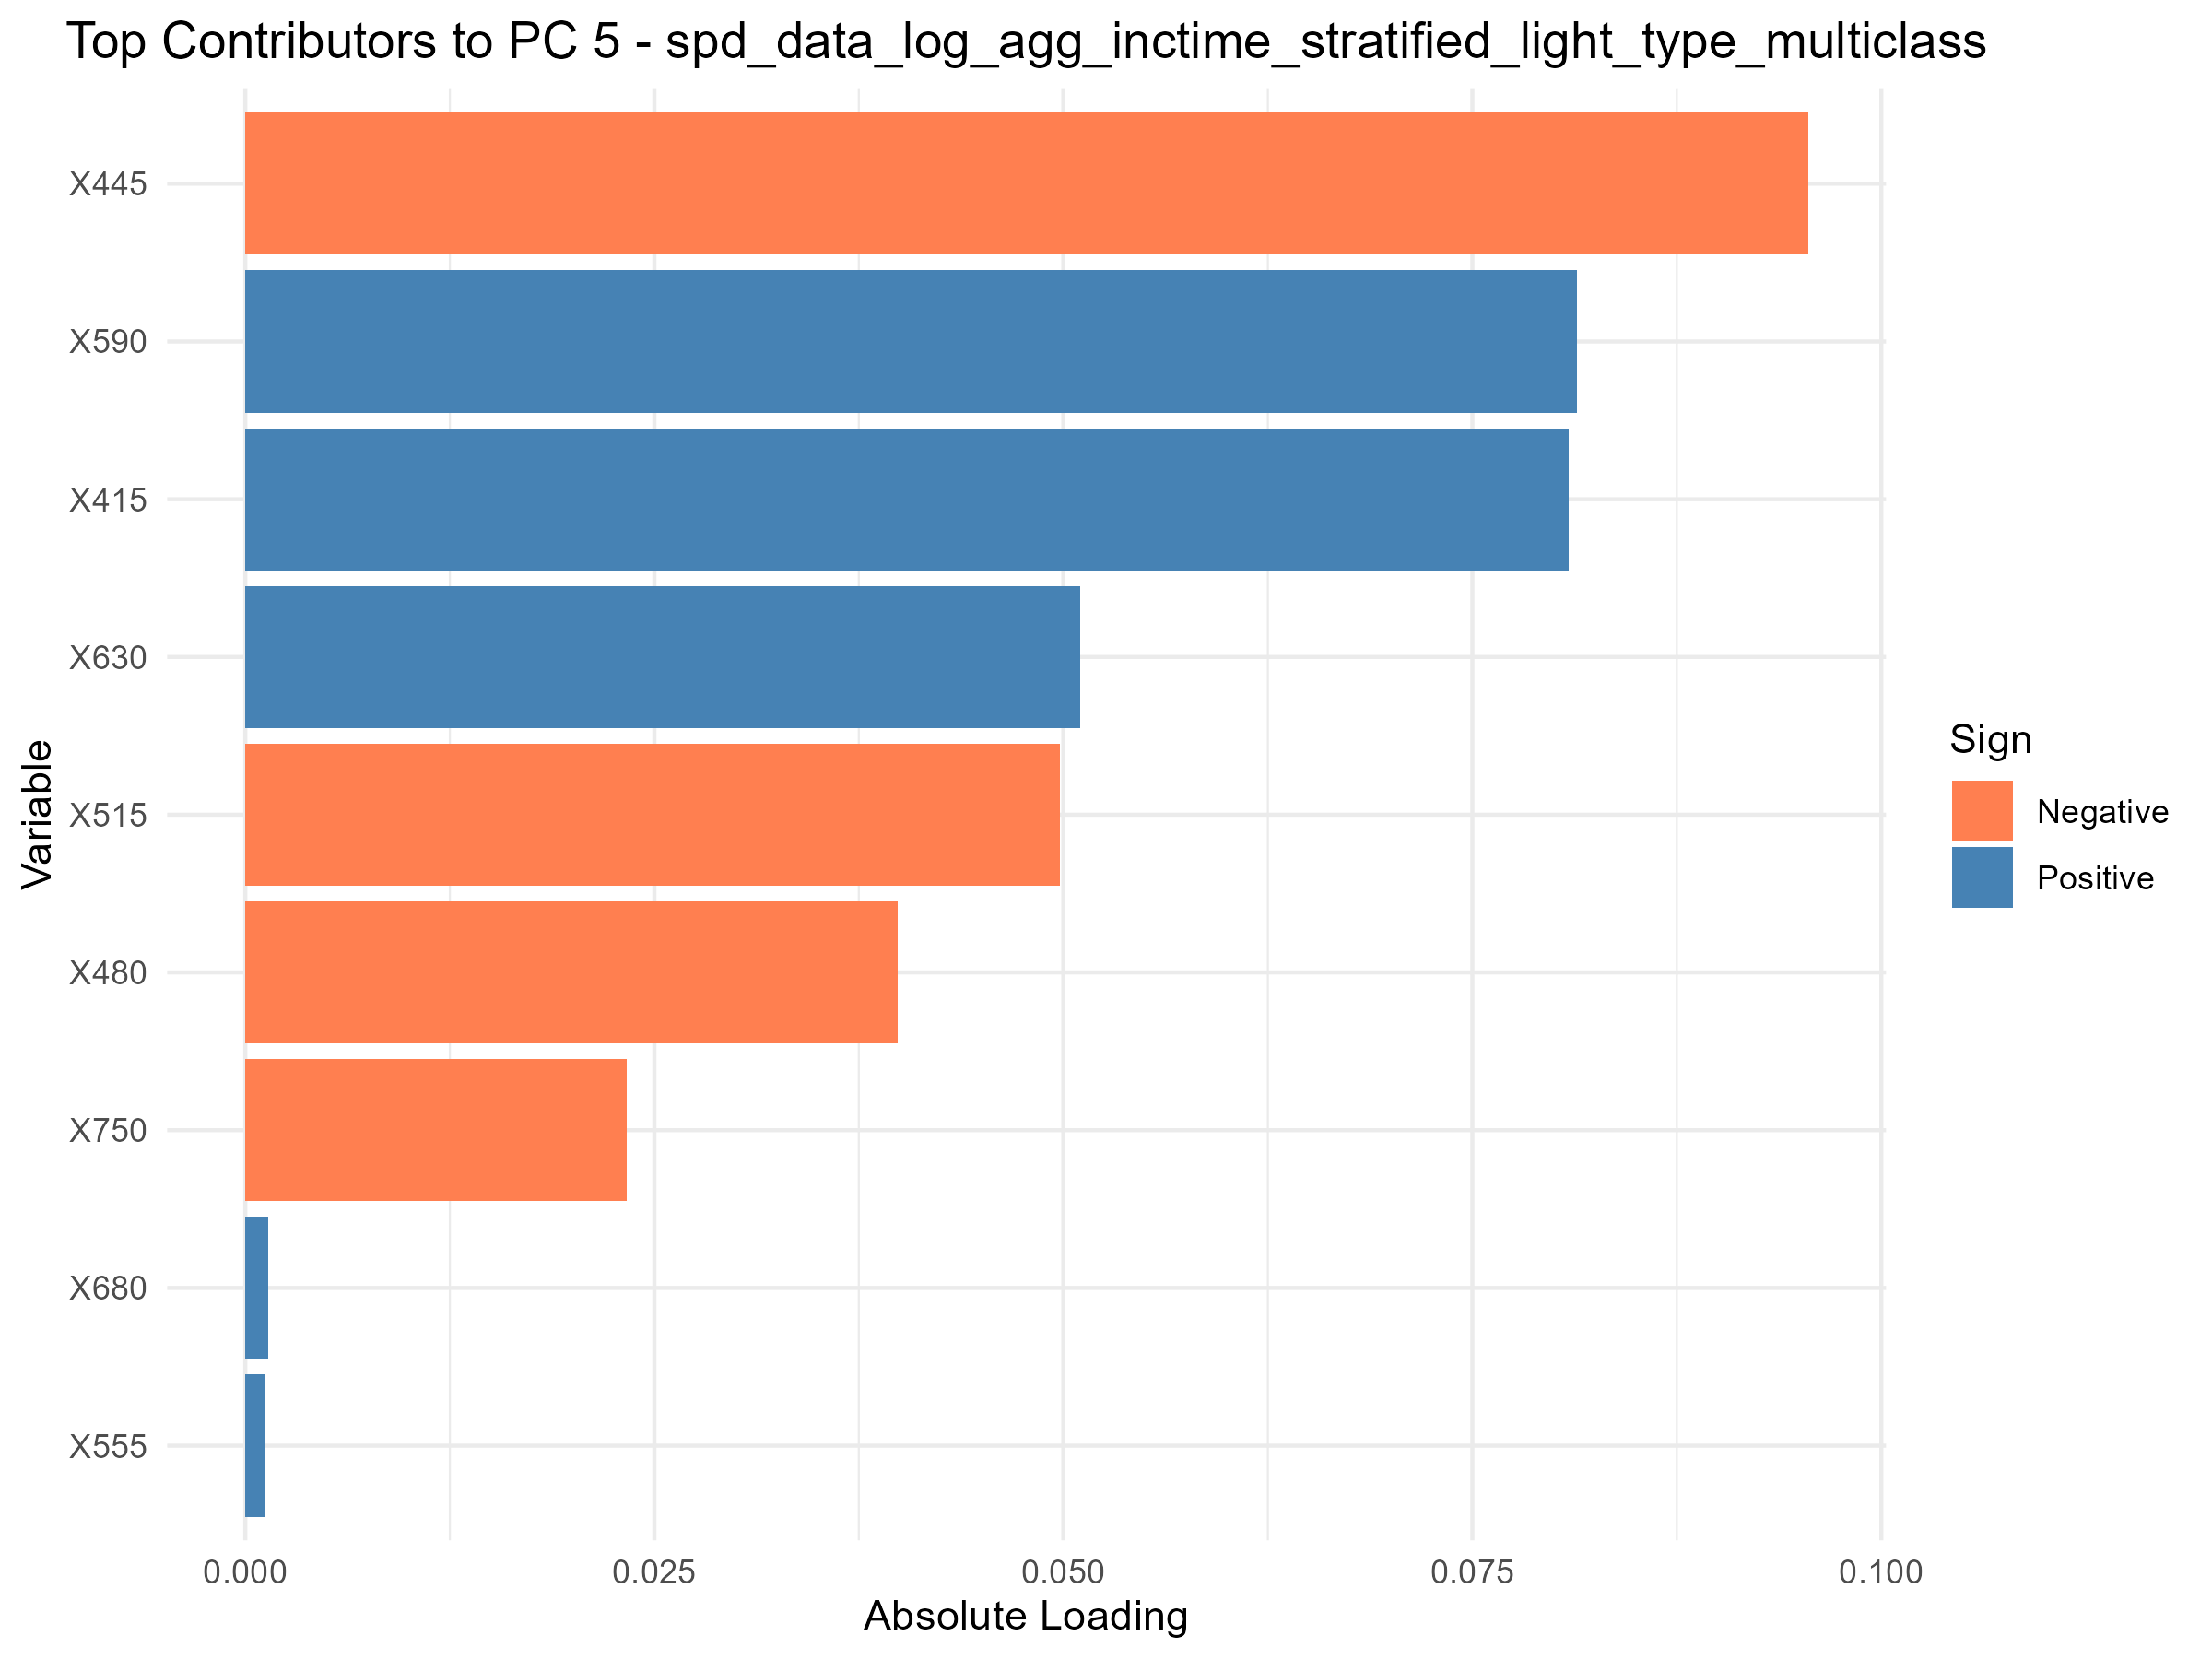 Top Contributors to PC 5 - spd_data_log_agg_inctime_stratified_light_type_multiclass
Variable
X445
X590
X415
X630
X515
X480
X750
X680
X555
0.000 0.025 0.050 0.075 0.100
Absolute Loading
Sign
Negative
Positive